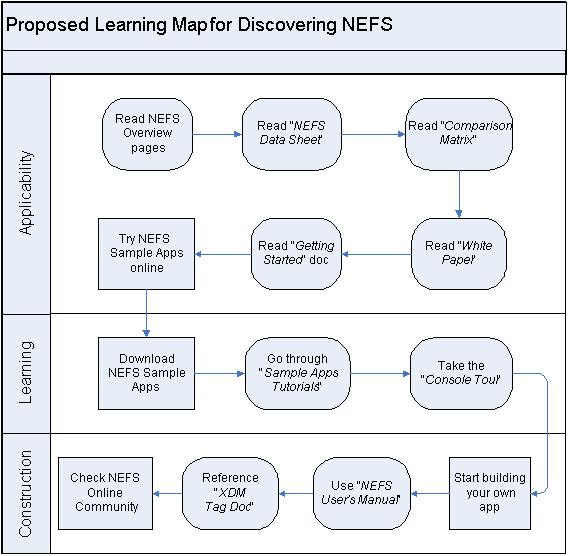 Proposed Learning Mapfor Discovering NEFS
Applicability
Read NEFS
Overview
pages
Read "NEFS
Data Sheet"
Read "Comparison
Matrix"
Read "White
Paper"
Read "Getting
Started" doc
Try NEFS
Sample Apps
online
Learning
Download
NEFS Sample
Apps
Go through
"Sample Apps
Tutorials"
Take the
"Console Tour"
Construction
Start building
your own
app
Use "NEFS
User's Manual"
Reference
"XDM
Tag Doc"
Check NEFS
Online
Community